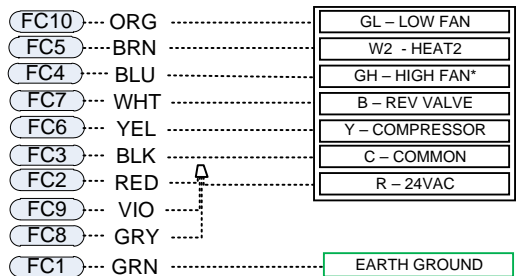 FC10 ORG GL – LOW FAN
FC5 BRN W2 - HEAT2
FC4 BLU GH – HIGH FAN*
FC7 WHT B – REV VALVE
FC6 YEL Y – COMPRESSOR
FC3 BLK C – COMMON
FC2 RED R – 24VAC
FC9 VIO
FC8 GRY
FC1 GRN EARTH GROUND